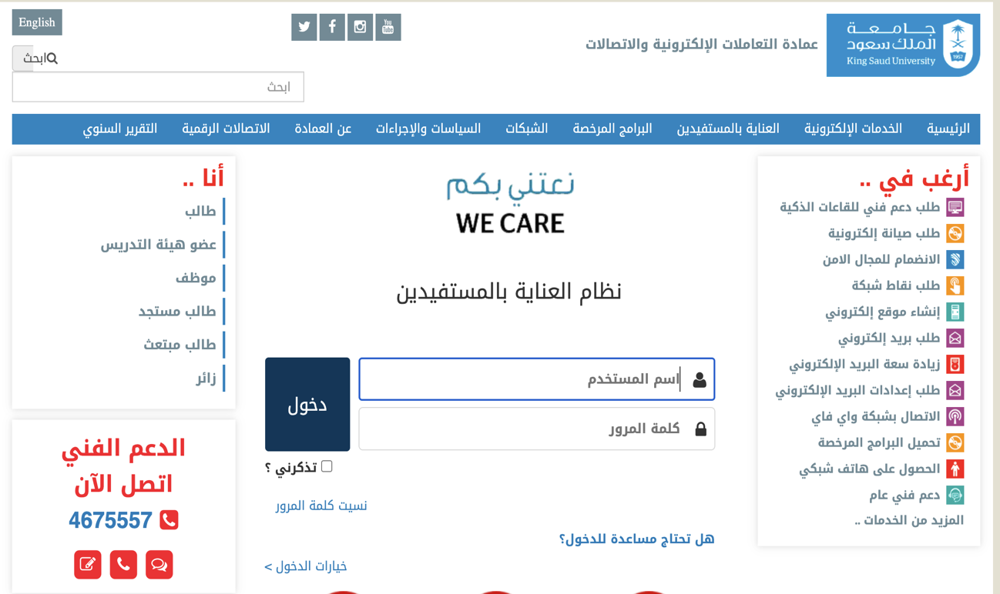 جامعة
الملك سعود
King Saud University
1957
عمادة التعاملات الإلكترونية والاتصالات
You
Tube
English
ابحث
ابحث
الرئيسية
الخدمات الإلكترونية
العناية بالمستفيدين
البرامج المرخصة
الشبكات
السياسات والإجراءات
عن العمادة
الاتصالات الرقمية
التقرير السنوي
أرغب في ..
طلب دعم فني للقاعات الذكية
طلب صيانة إلكترونية
الانضمام للمجال الامن
طلب نقاط شبكة
إنشاء موقع إلكتروني
طلب بريد إلكتروني
زيادة سعة البريد الإلكتروني
طلب إعدادات البريد الإلكتروني
الاتصال بشبكة واي فاي
تحميل البرامج المرخصة
الحصول على هاتف شبكي
دعم فني عام
المزيد من الخدمات ..
نعتني بكم
WE CARE
نظام العناية بالمستفيدين
اسم المستخدم
كلمة المرور
دخول
تذكرني ؟
نسيت كلمة المرور
هل تحتاج مساعدة للدخول؟
خيارات الدخول >
أنا ..
طالب
عضو هيئة التدريس
موظف
طالب مستجد
طالب مبتعث
زائر
الدعم الفني
اتصل الآن
4675557